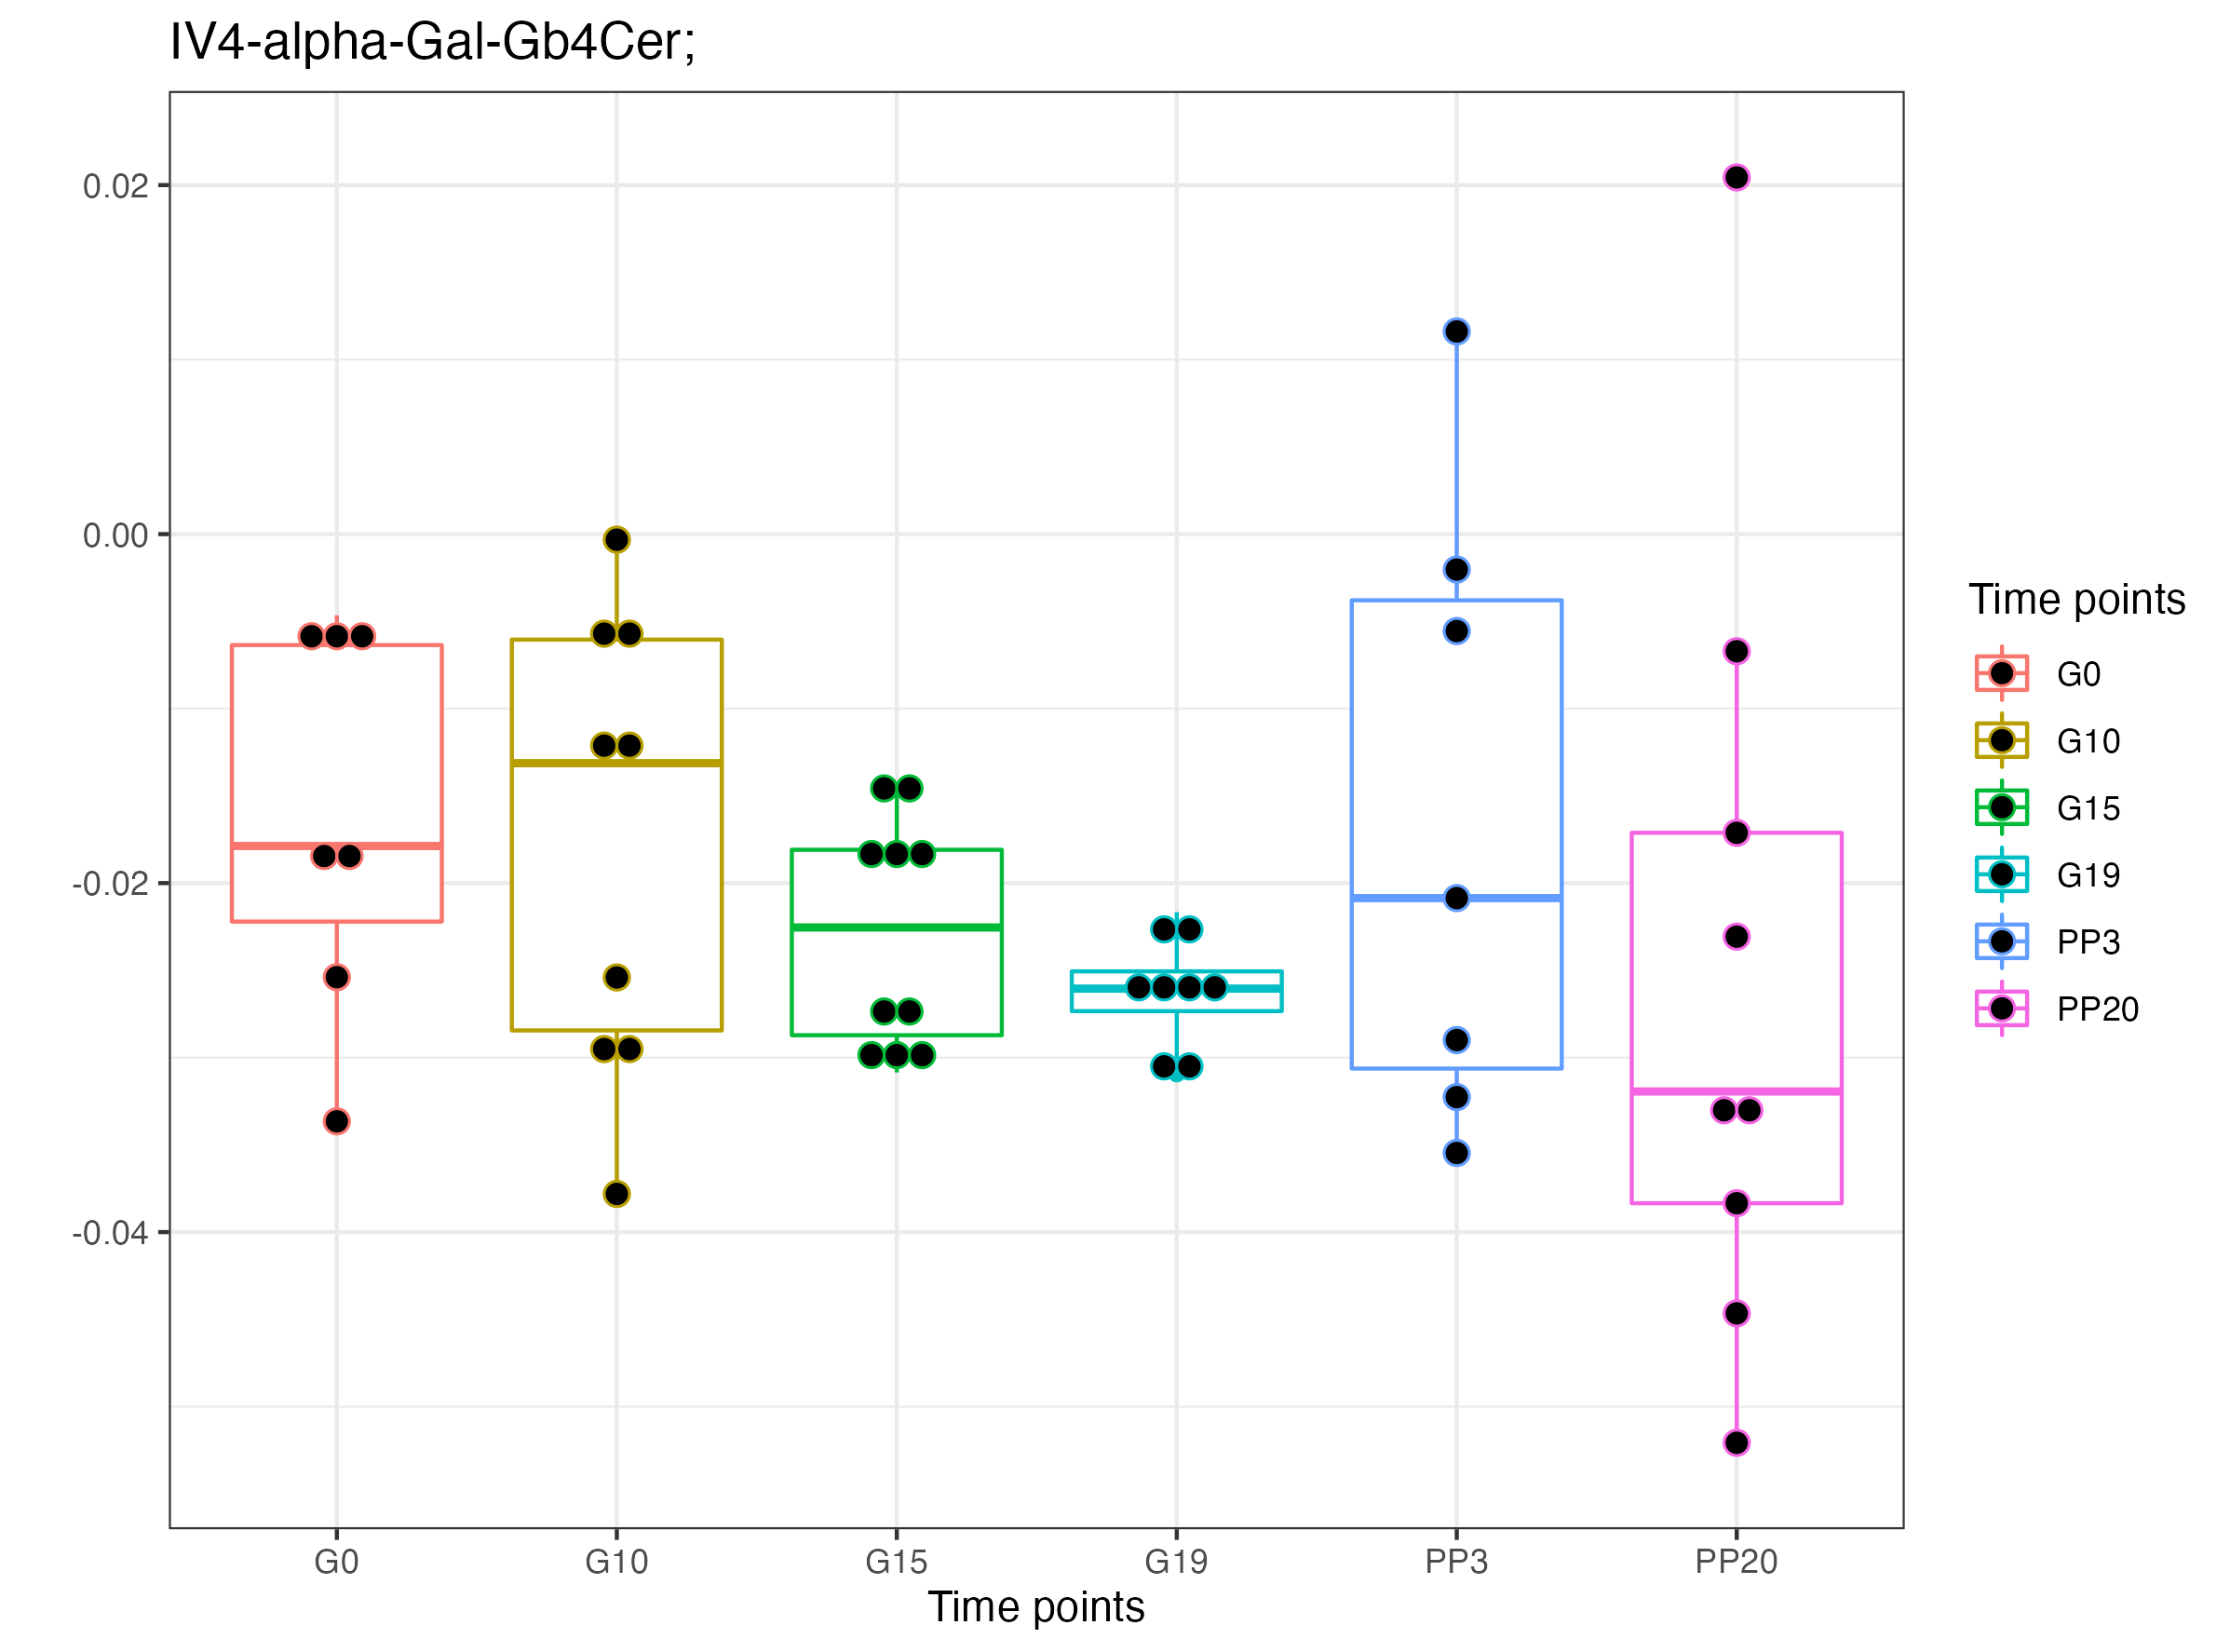 IV4-alpha-Gal-Gb4Cer;
0.02
0.00
-0.02
-0.04
G0 G10 G15 G19 PP3 PP20
Time points
Time points
G0
G10
G15
G19
PP3
PP20